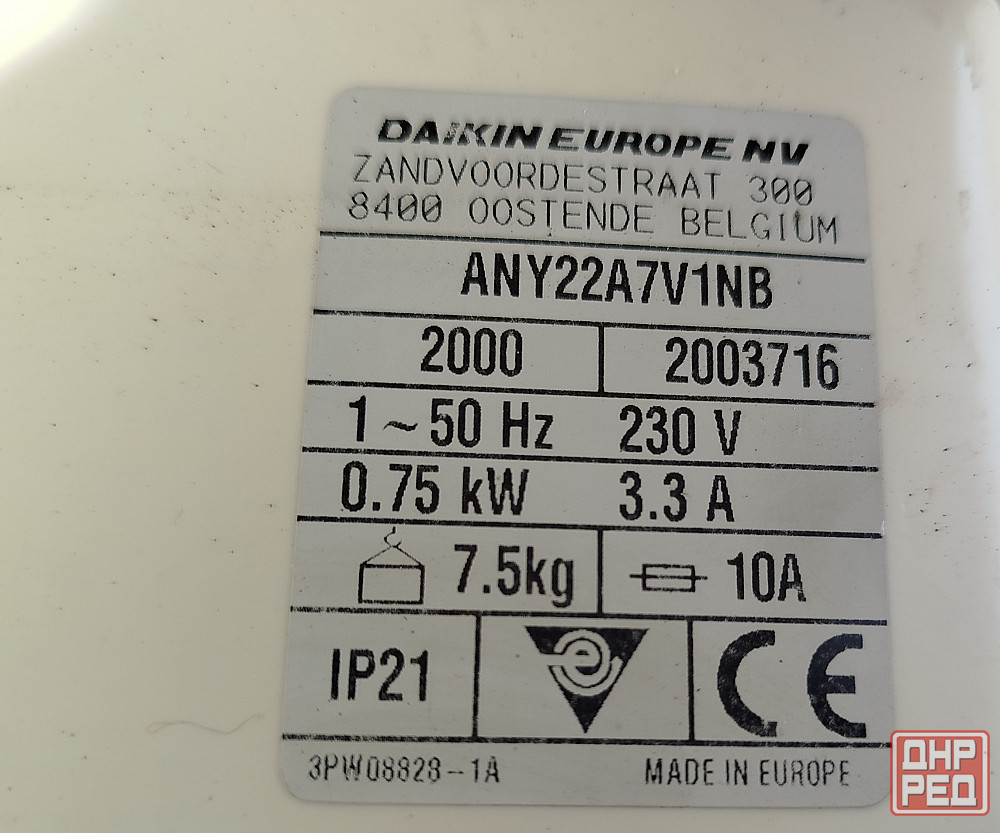 DAIKIN EUROPE NV
ZANDVOORDESTRAAT 300
8400 OOSTENDE BELGIUM
ANY22A7V1NB
2000 2003716
1~50 Hz 230 V
0.75 kW 3.3 A
7.5kg 10A
IP21 e CE
3PW08828-1A MADE IN EUROPE
ДНР
РЕД